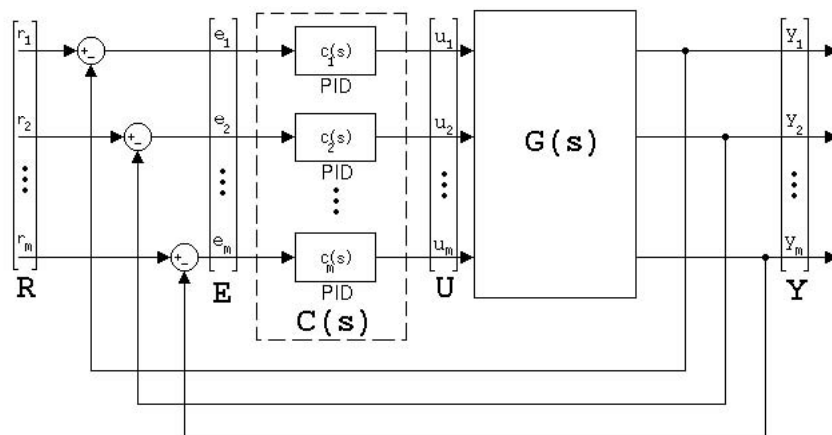 r1 + - e1 c1(s) u1 y1
PID
r2 + - e2 c2(s) u2 G(s) y2
PID
rm + - em cm(s) um ym
PID
R E C(s) U Y